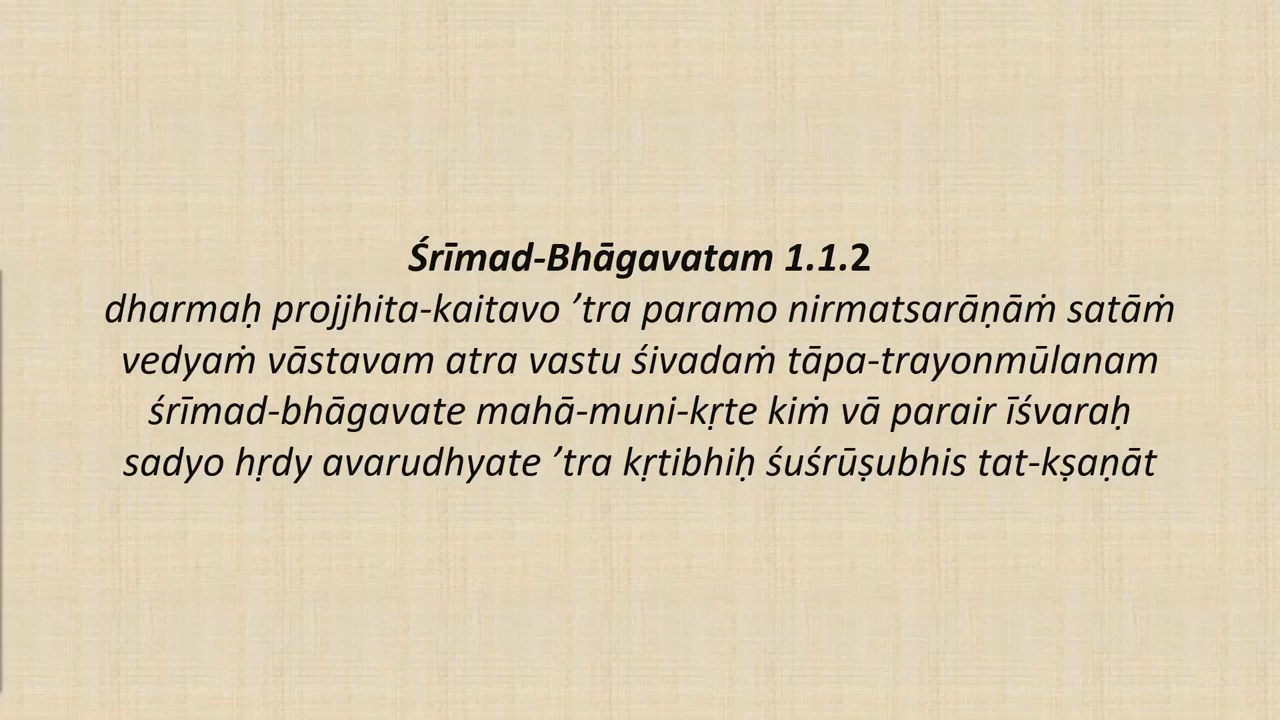 Śrīmad-Bhāgavatam 1.1.2
dharmaḥ projjhita-kaitavo ’tra paramo nirmatsarāṇāṁ satāṁ
vedyaṁ vāstavam atra vastu śivadaṁ tāpa-trayonmūlanam
śrīmad-bhāgavate mahā-muni-kṛte kiṁ vā parair īśvaraḥ
sadyo hṛdy avarudhyate ’tra kṛtibhiḥ śuśrūṣubhis tat-kṣaṇāt